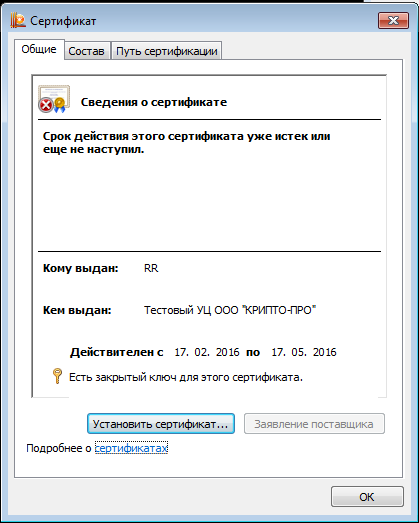 Сертификат
Общие Состав Путь сертификации
Сведения о сертификате
Срок действия этого сертификата уже истек или
еще не наступил.
Кому выдан: RR
Кем выдан: Тестовый УЦ ООО "КРИПТО-ПРО"
Действителен с 17. 02. 2016 по 17. 05. 2016
Есть закрытый ключ для этого сертификата.
Установить сертификат... Заявление поставщика
Подробнее о сертификатах
ОК